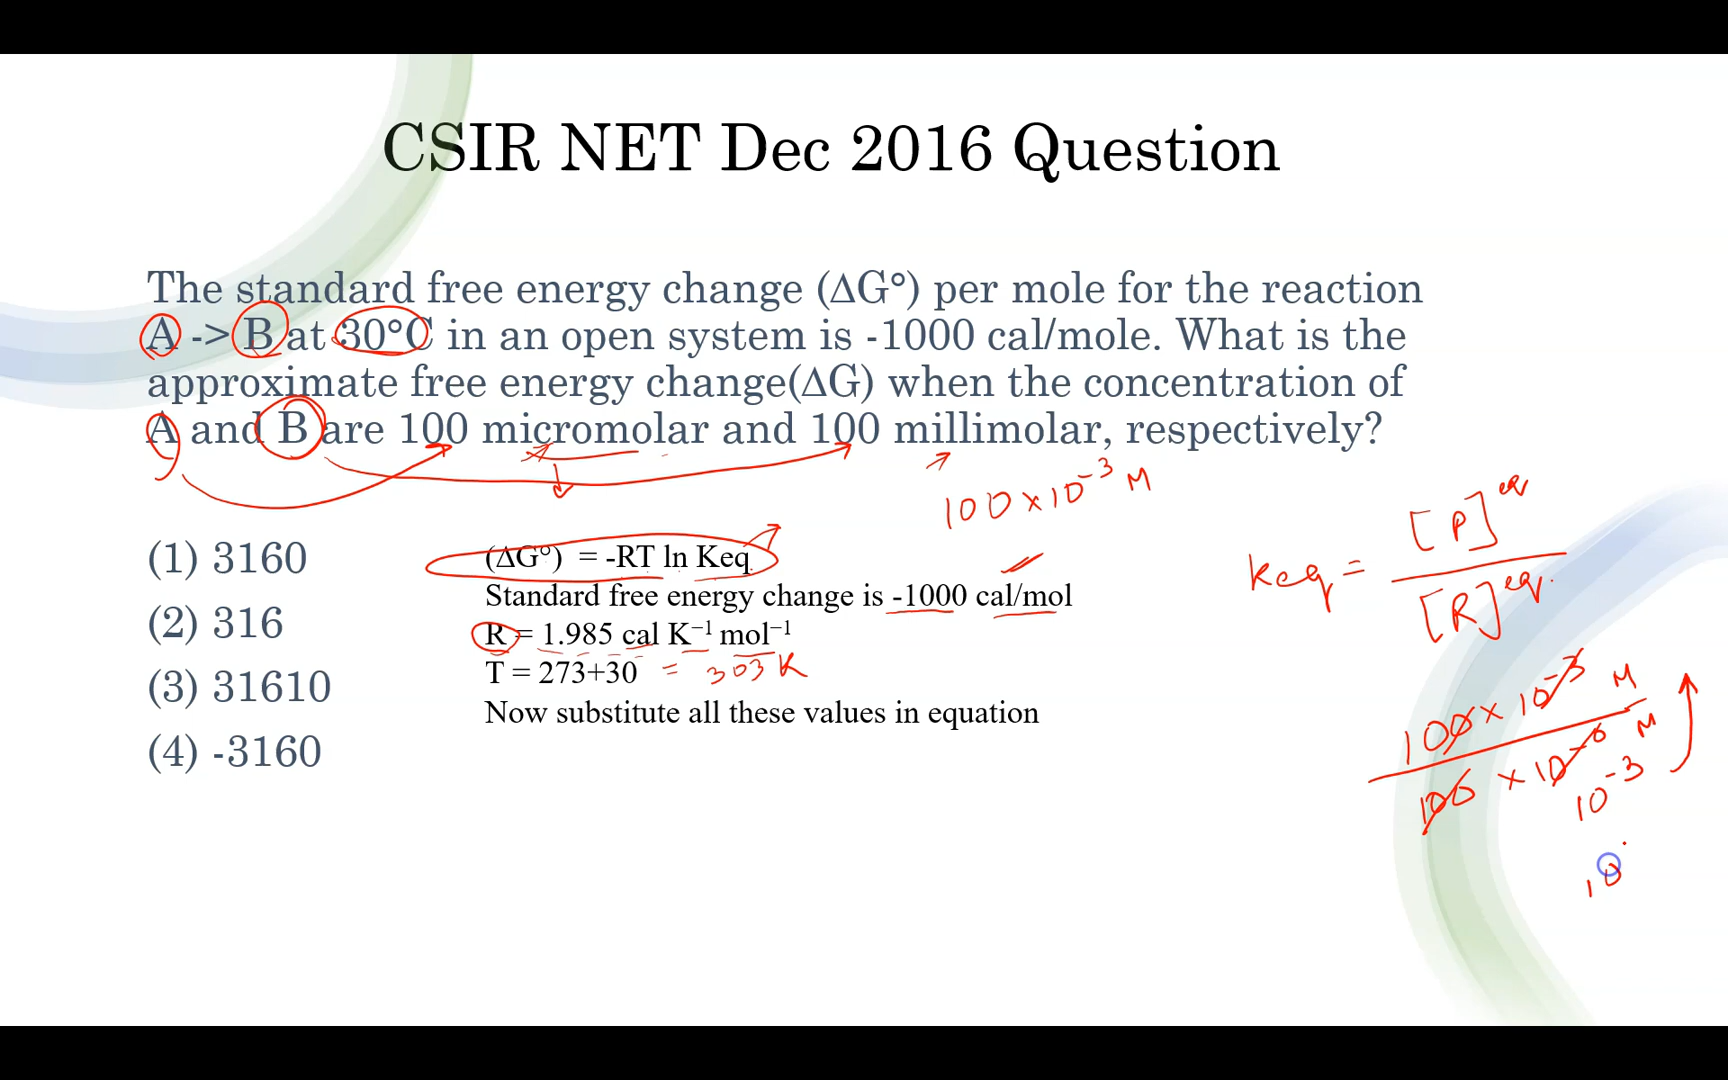 CSIR NET Dec 2016 Question
The standard free energy change (ΔG°) per mole for the reaction
A -> B at 30°C in an open system is -1000 cal/mole. What is the
approximate free energy change(ΔG) when the concentration of
A and B are 100 micromolar and 100 millimolar, respectively?
100 × 10⁻³ M
(1) 3160
(2) 316
(3) 31610
(4) -3160
(ΔG°) = -RT ln Keq
Standard free energy change is -1000 cal/mol
R = 1.985 cal K⁻¹ mol⁻¹
T = 273+30 = 303 K
Now substitute all these values in equation
Keq = [P]eq
[R]eq.
100 × 10⁻³ M
100 × 10⁻⁶ M
10⁻³
10